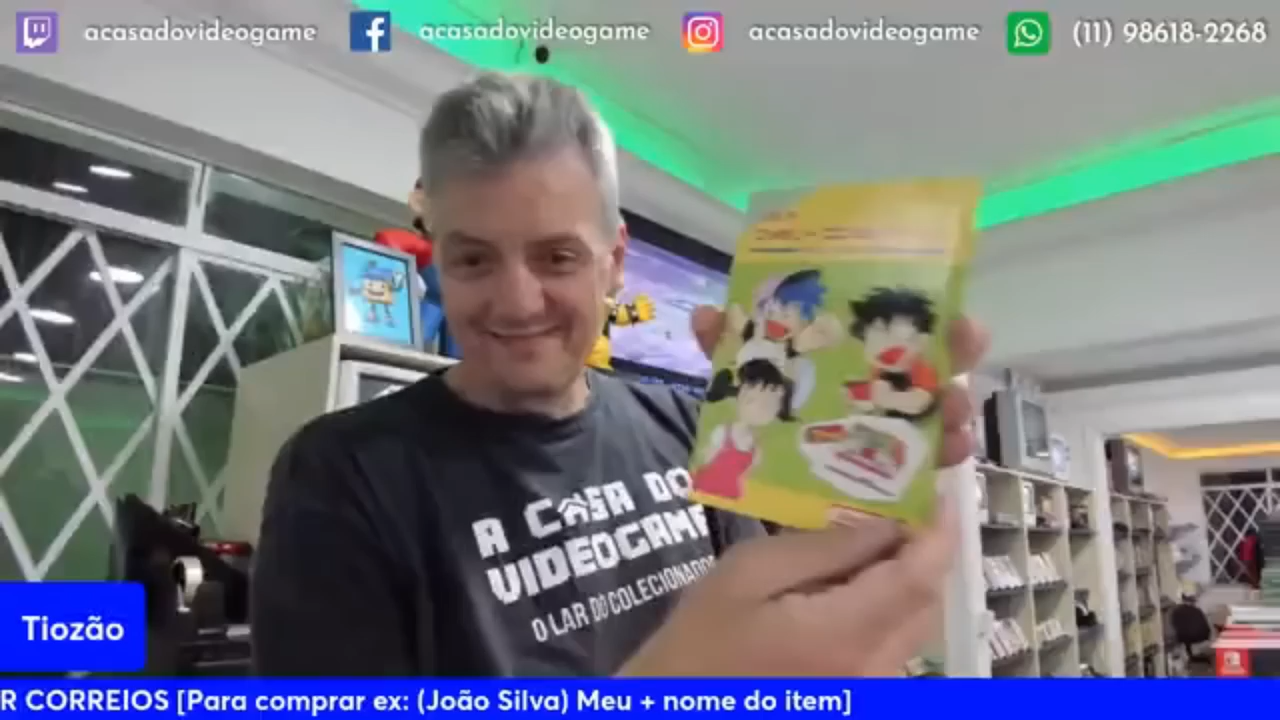 acasadovideogame
acasadovideogame
acasadovideogame
(11) 98618-2268
A CASA DO
VIDEOGAME
O LAR DO COLECIONADOR
Tiozão
R CORREIOS [Para comprar ex: (João Silva) Meu + nome do item]